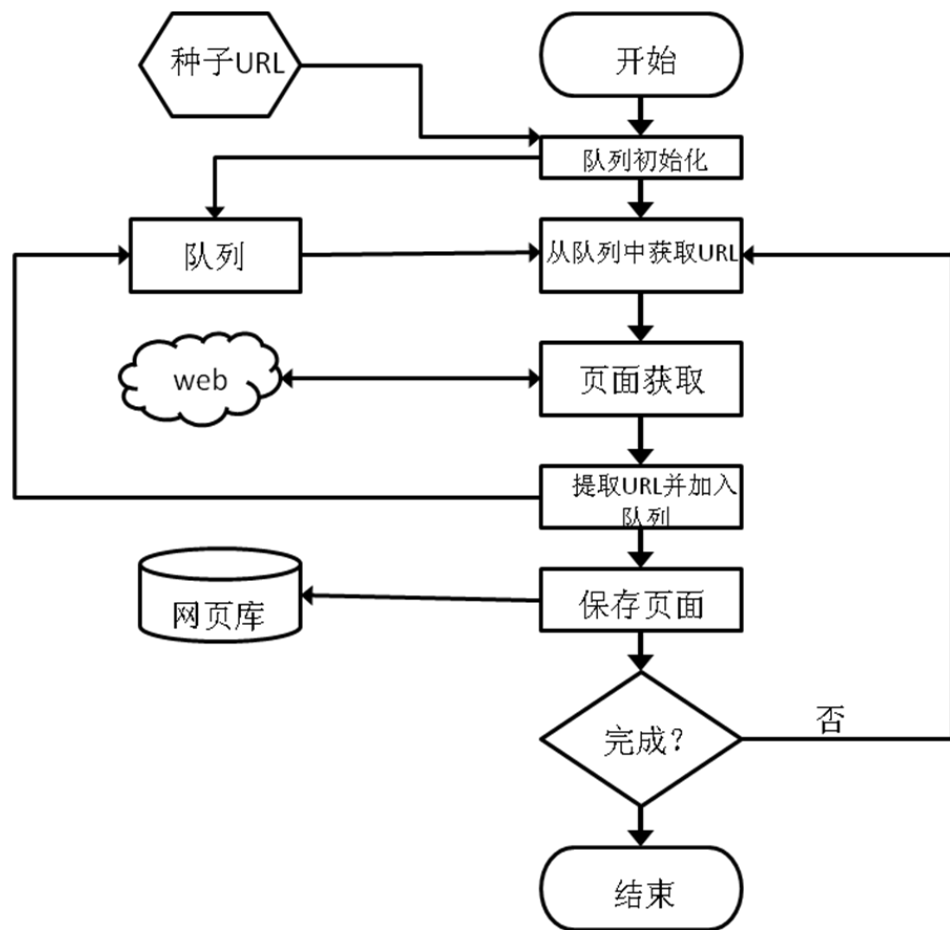 种子URL
开始
队列初始化
队列
从队列中获取URL
web
页面获取
提取URL并加入
队列
网页库
保存页面
否
完成?
结束